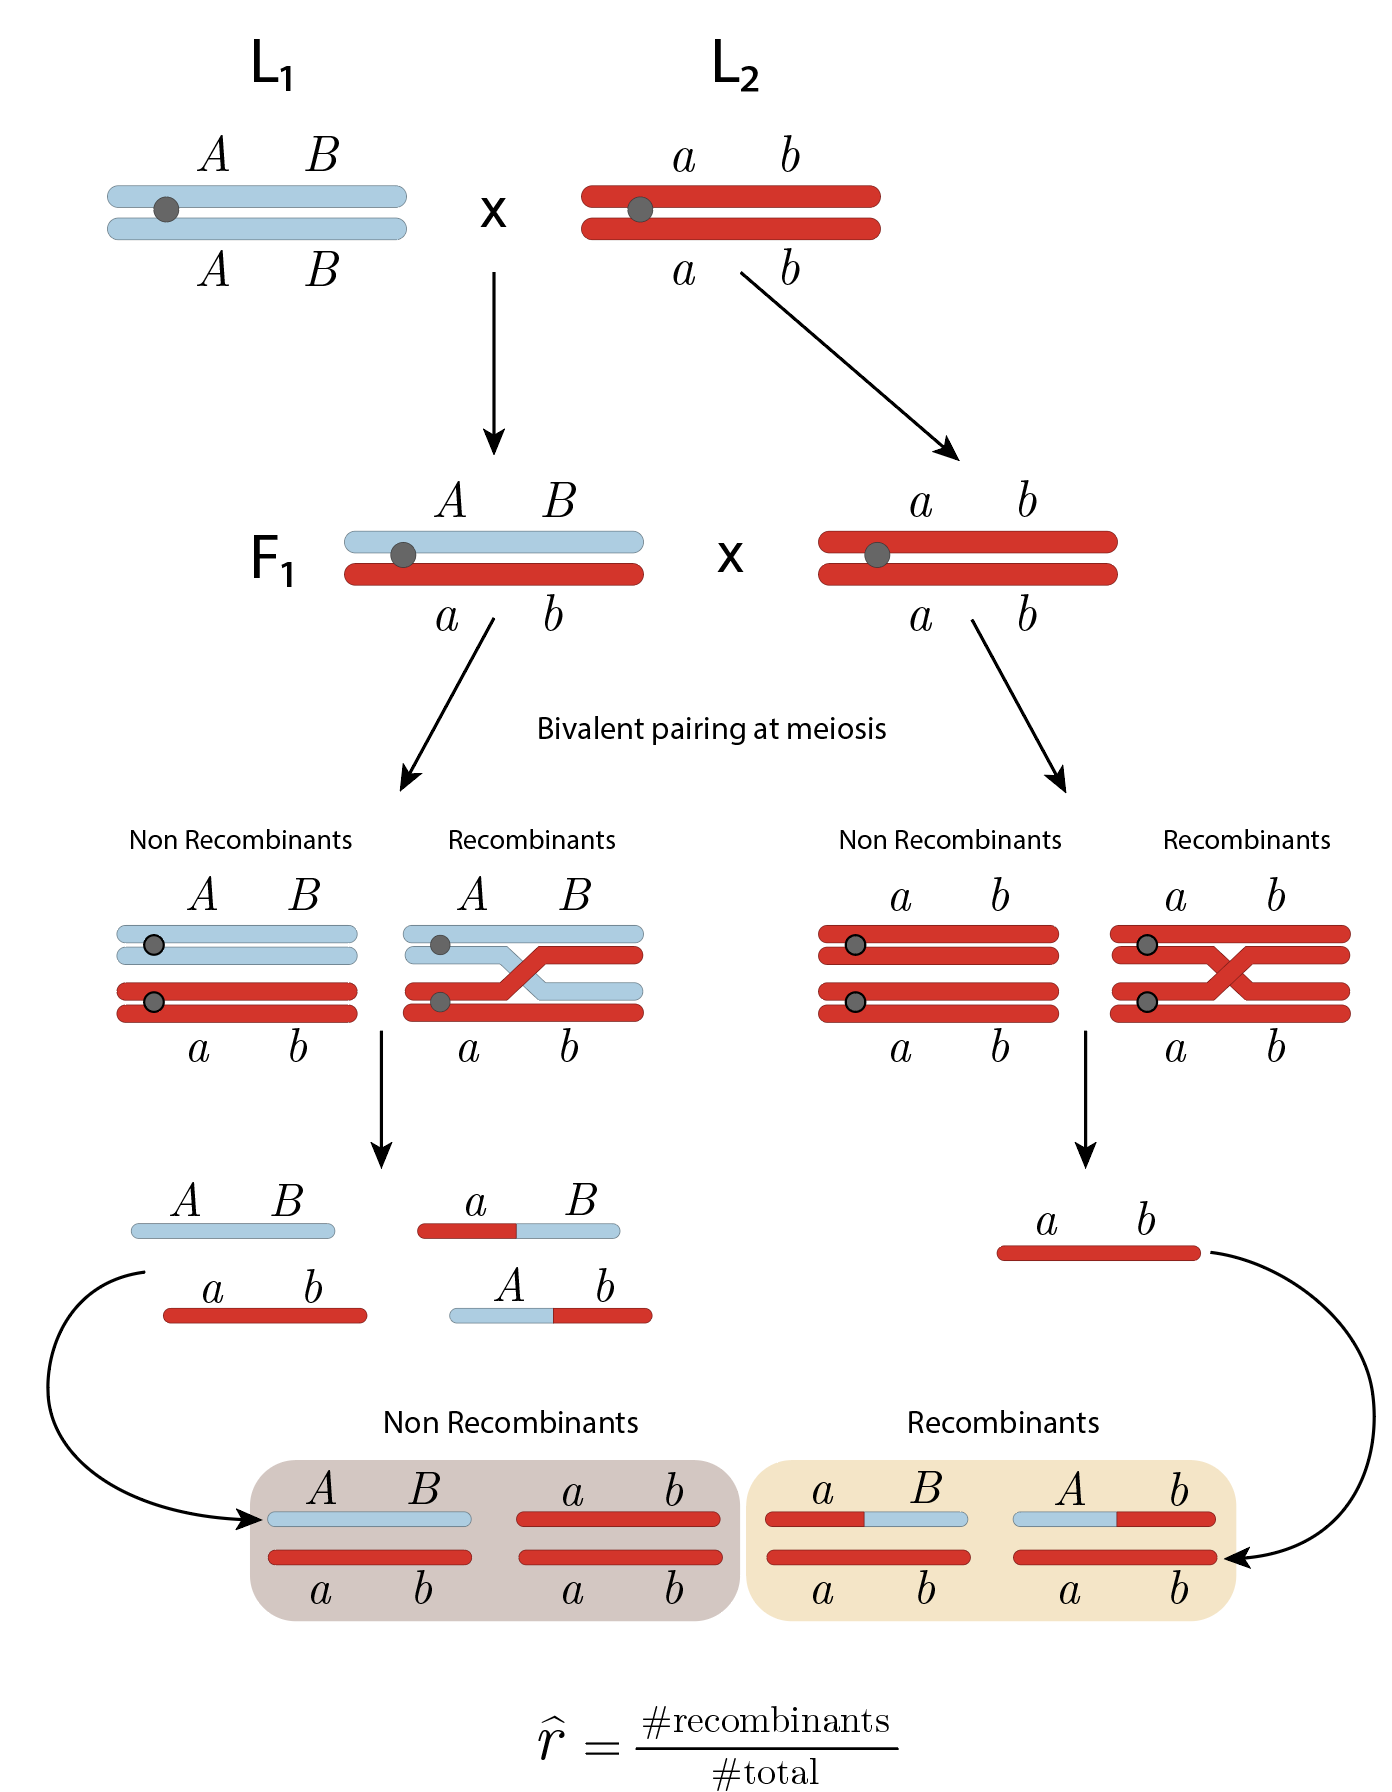 L₁ L₂
A B a b
x
A B a b
A B a b
F₁ x
a b a b
Bivalent pairing at meiosis
Non Recombinants Recombinants Non Recombinants Recombinants
A B A B a b a b
a b a b a b a b
A B a B a b
a b A b
Non Recombinants Recombinants
A B a b a B A b
a b a b a b a b
r̂ = #recombinants
#total